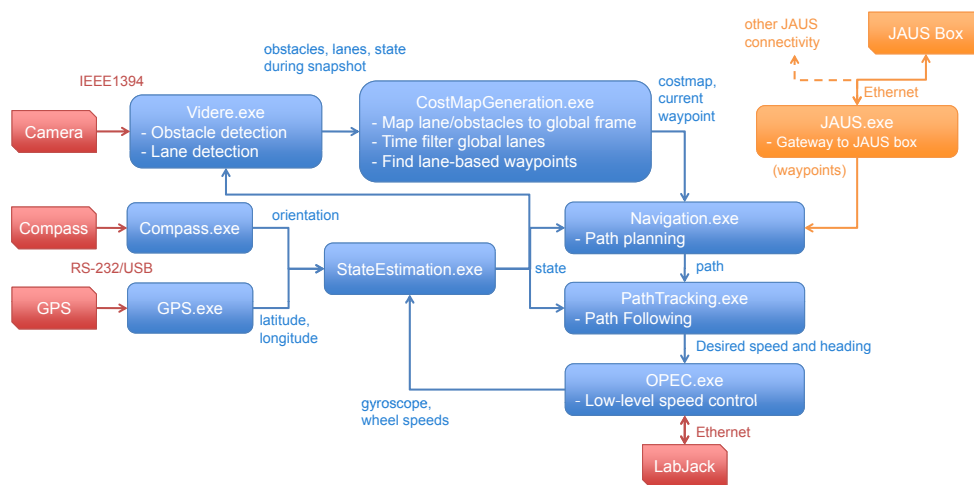 other JAUS
connectivity
JAUS Box
obstacles, lanes, state
during snapshot
IEEE1394
Ethernet
Camera
Videre.exe
- Obstacle detection
- Lane detection
CostMapGeneration.exe
- Map lane/obstacles to global frame
- Time filter global lanes
- Find lane-based waypoints
costmap,
current
waypoint
JAUS.exe
- Gateway to JAUS box
(waypoints)
Compass
Compass.exe
orientation
Navigation.exe
- Path planning
RS-232/USB
StateEstimation.exe
state
path
GPS
GPS.exe
latitude,
longitude
PathTracking.exe
- Path Following
Desired speed and heading
OPEC.exe
- Low-level speed control
gyroscope,
wheel speeds
Ethernet
LabJack